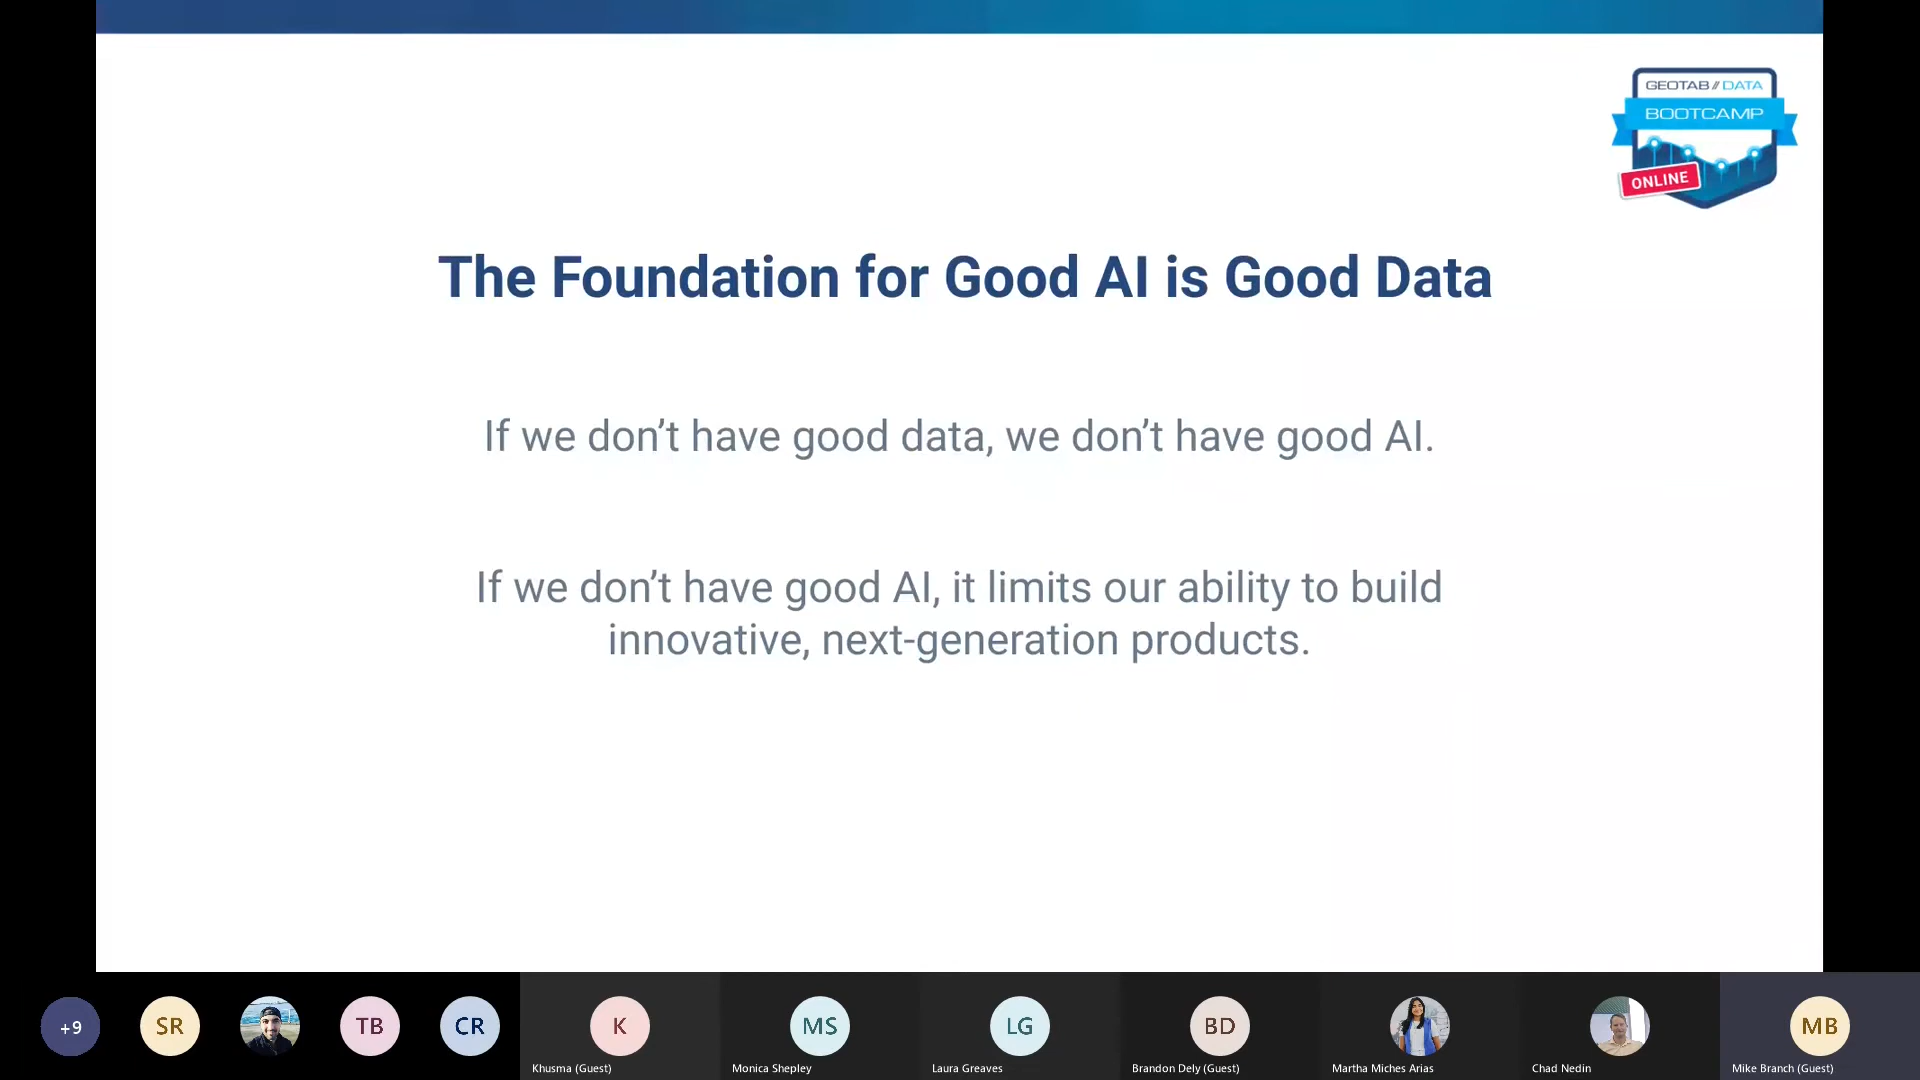 GEOTAB // DATA
BOOTCAMP
ONLINE
The Foundation for Good AI is Good Data
If we don’t have good data, we don’t have good AI.
If we don’t have good AI, it limits our ability to build
innovative, next-generation products.
+9
SR
TB
CR
K
MS
LG
BD
MB
Khusma (Guest)
Monica Shepley
Laura Greaves
Brandon Dely (Guest)
Martha Miches Arias
Chad Nedin
Mike Branch (Guest)